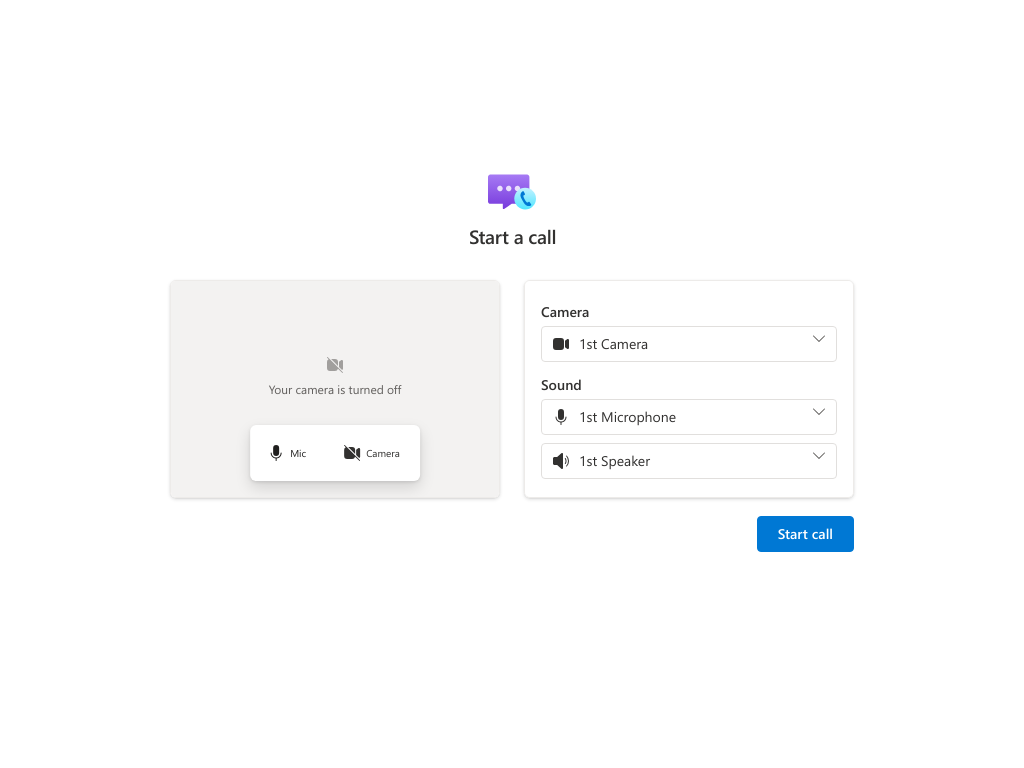 Start a call
Your camera is turned off
Mic
Camera
Camera
1st Camera
Sound
1st Microphone
1st Speaker
Start call